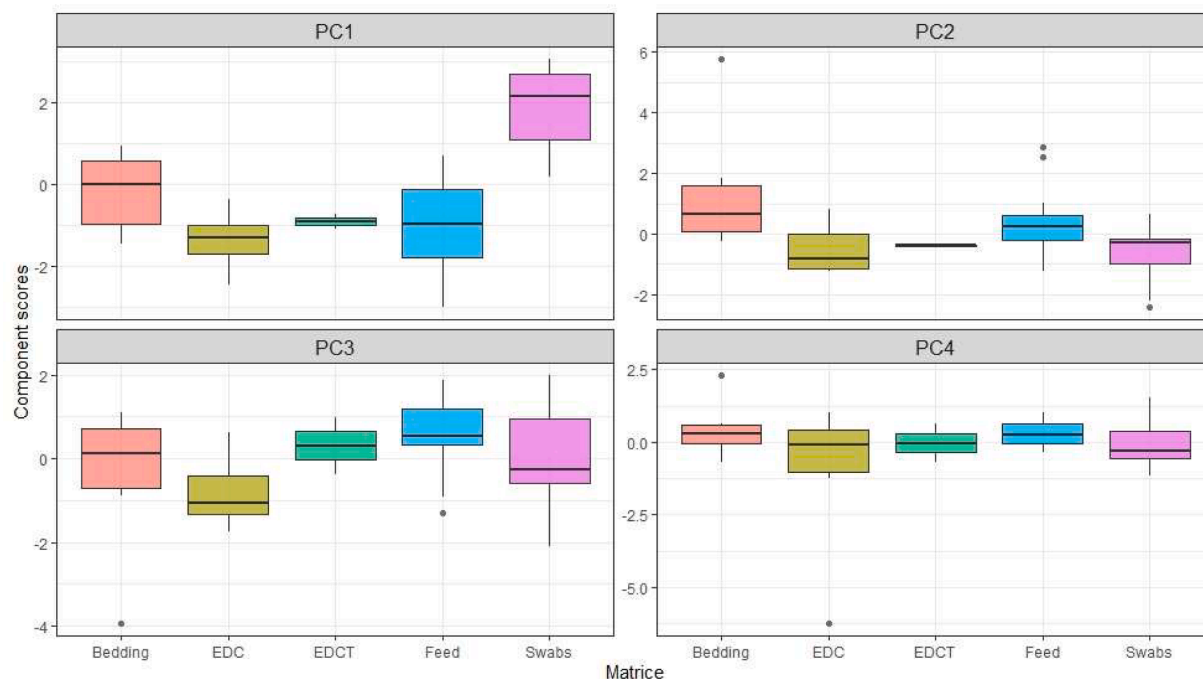 PC1
PC2
2
0
-2
6
4
2
0
-2
Component scores
PC3
PC4
2
0
-2
-4
2.5
0.0
-2.5
-5.0
Bedding EDC EDCT Feed Swabs
Bedding EDC EDCT Feed Swabs
Matrice